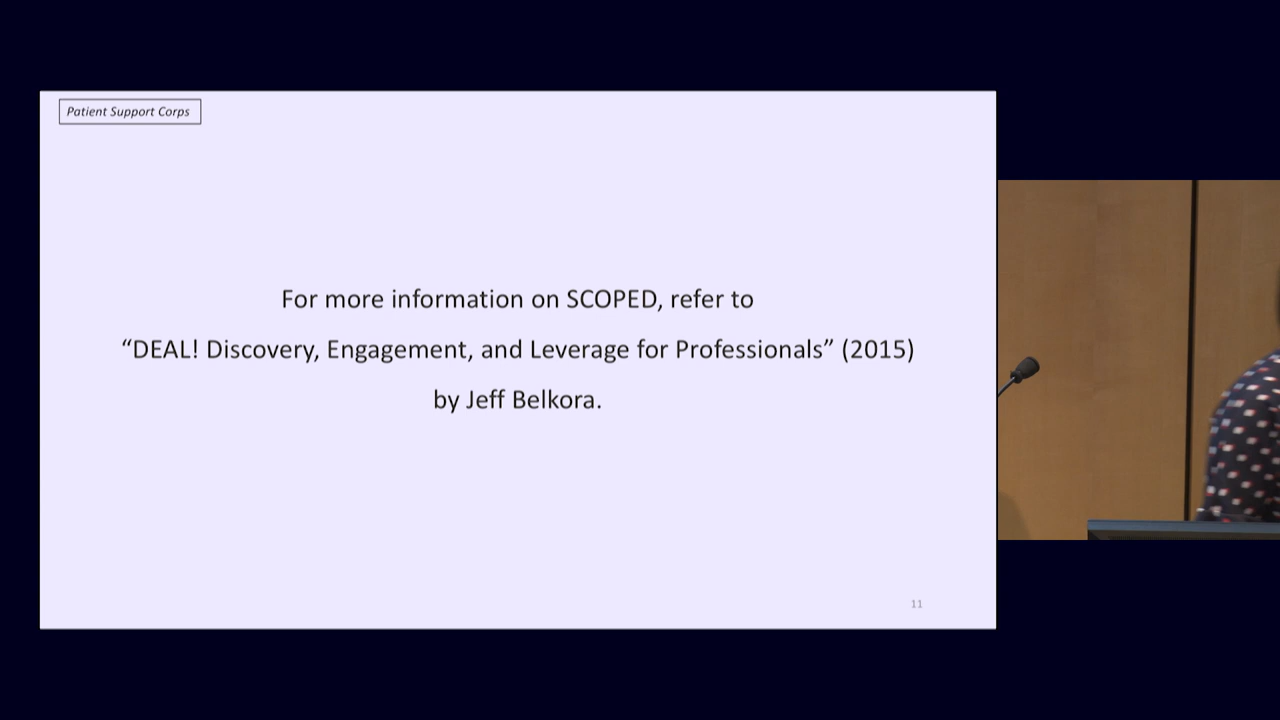 Patient Support Corps
For more information on SCOPED, refer to
“DEAL! Discovery, Engagement, and Leverage for Professionals” (2015)
by Jeff Belkora.
11